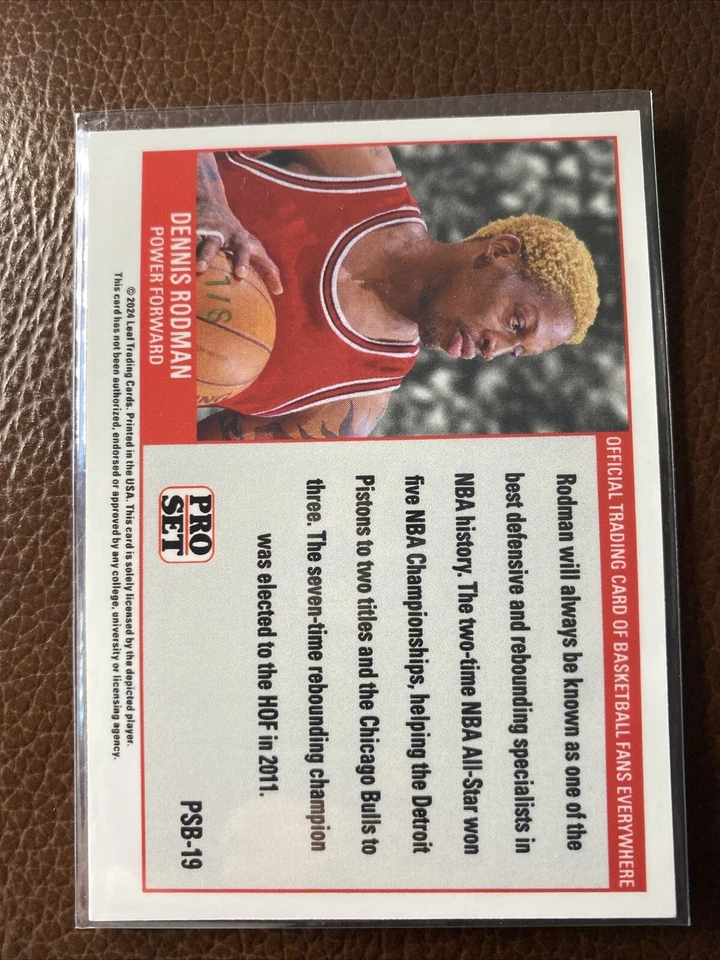 OFFICIAL TRADING CARD OF BASKETBALL FANS EVERYWHERE
Rodman will always be known as one of the
best defensive and rebounding specialists in
NBA history. The two-time NBA All-Star won
five NBA Championships, helping the Detroit
Pistons to two titles and the Chicago Bulls to
three. The seven-time rebounding champion
was elected to the HOF in 2011.
DENNIS RODMAN
POWER FORWARD
PRO
SET
PSB-19
© 2024 Leaf Trading Cards. Printed in the USA. This card is solely licensed by the depicted player.
This card has not been authorized, endorsed or approved by any college, university or licensing agency.